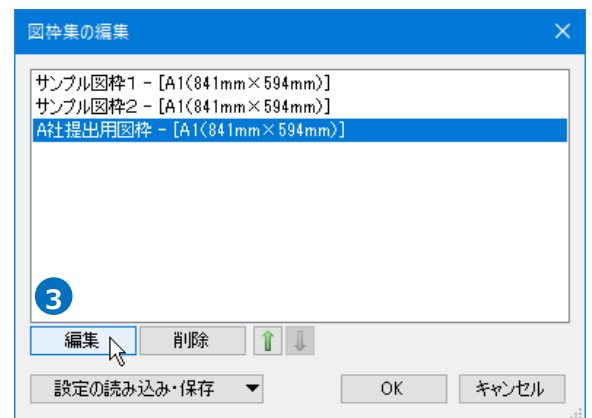 図枠集の編集
サンプル図枠1 - [A1(841mm×594mm)]
サンプル図枠2 - [A1(841mm×594mm)]
A社提出用図枠 - [A1(841mm×594mm)]
3
編集 削除
設定の読み込み・保存 OK キャンセル